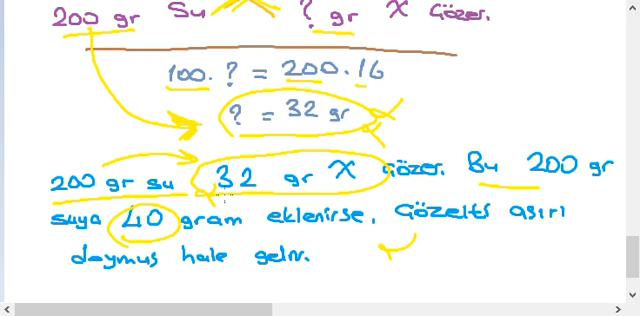 200 gr Su ? gr X Çözer.
100 . ? = 200 . 16
? = 32 gr
200 gr su 32 gr X Çözer. Bu 200 gr
suya 40 gram eklenirse, Çözelti aşırı
doymuş hale gelir.